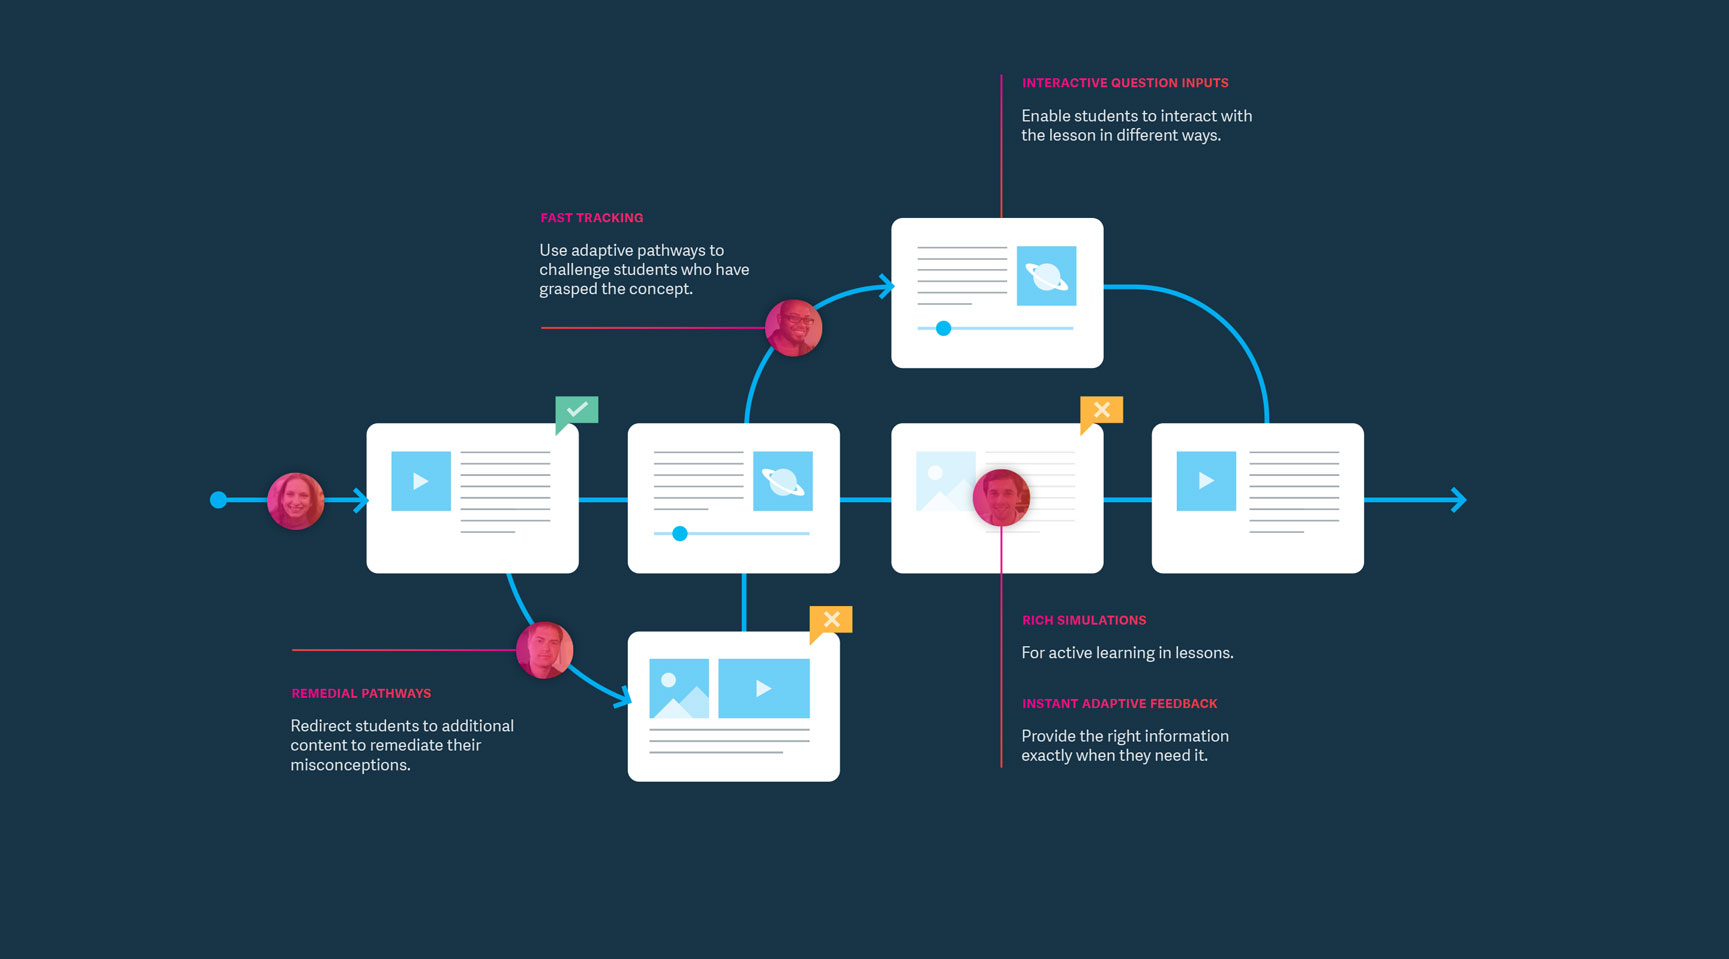 INTERACTIVE QUESTION INPUTS
Enable students to interact with
the lesson in different ways.
FAST TRACKING
Use adaptive pathways to
challenge students who have
grasped the concept.
REMEDIAL PATHWAYS
Redirect students to additional
content to remediate their
misconceptions.
RICH SIMULATIONS
For active learning in lessons.
INSTANT ADAPTIVE FEEDBACK
Provide the right information
exactly when they need it.